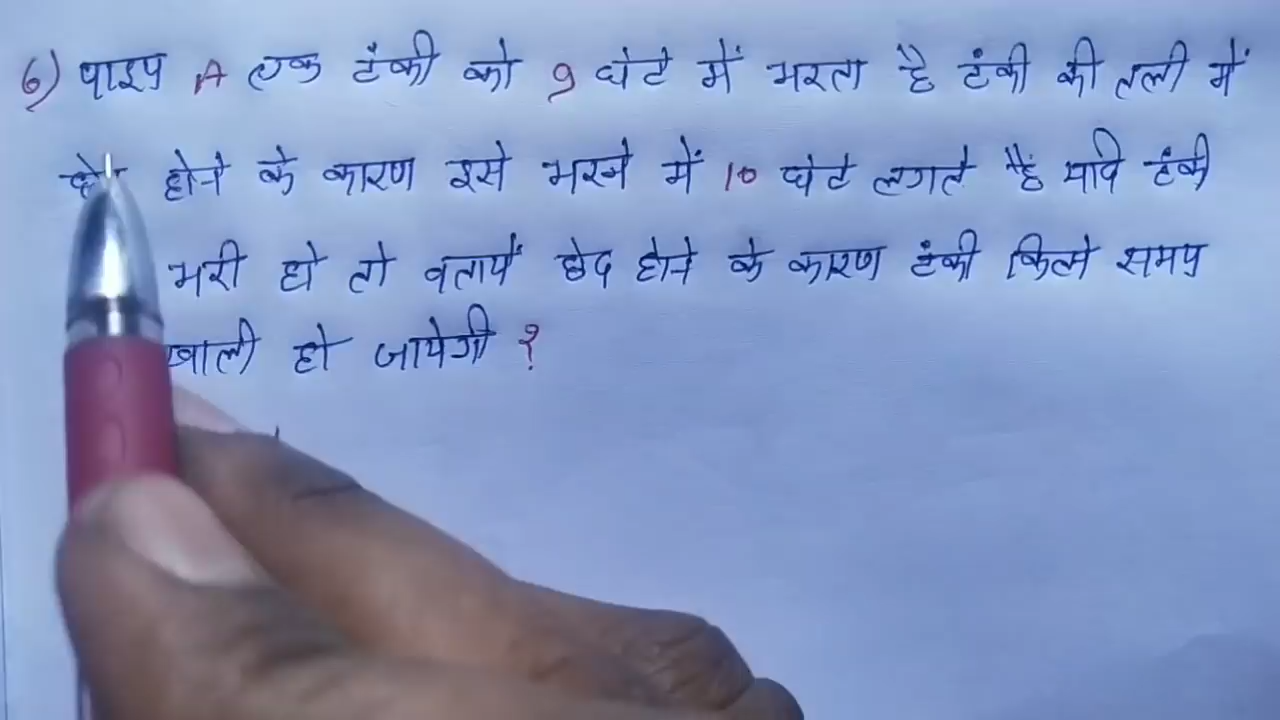 6) पाइप A एक टंकी को 9 घंटे में भरता है टंकी की तली में
होने के कारण इसे भरने में 10 घंटे लगते हैं यदि टंकी
भरी हो तो बतायें छेद होने के कारण टंकी कितने समय
खाली हो जायेगी ?